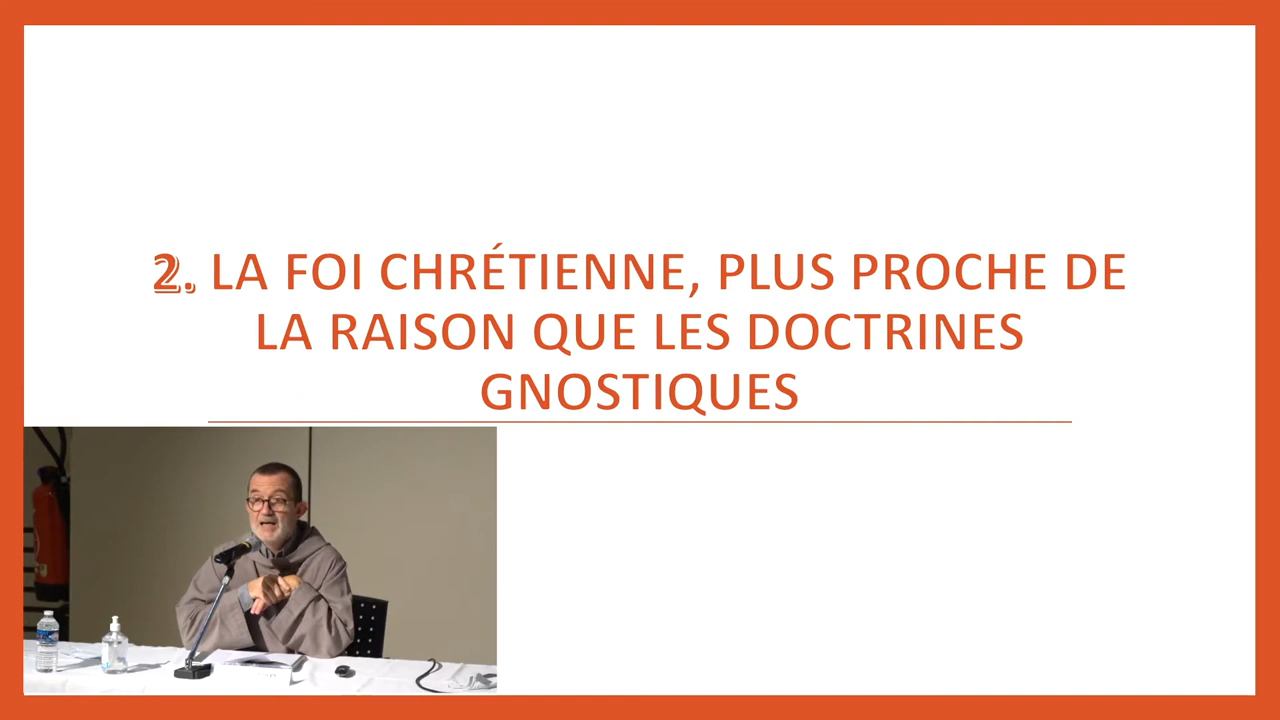 2. LA FOI CHRÉTIENNE, PLUS PROCHE DE
LA RAISON QUE LES DOCTRINES
GNOSTIQUES